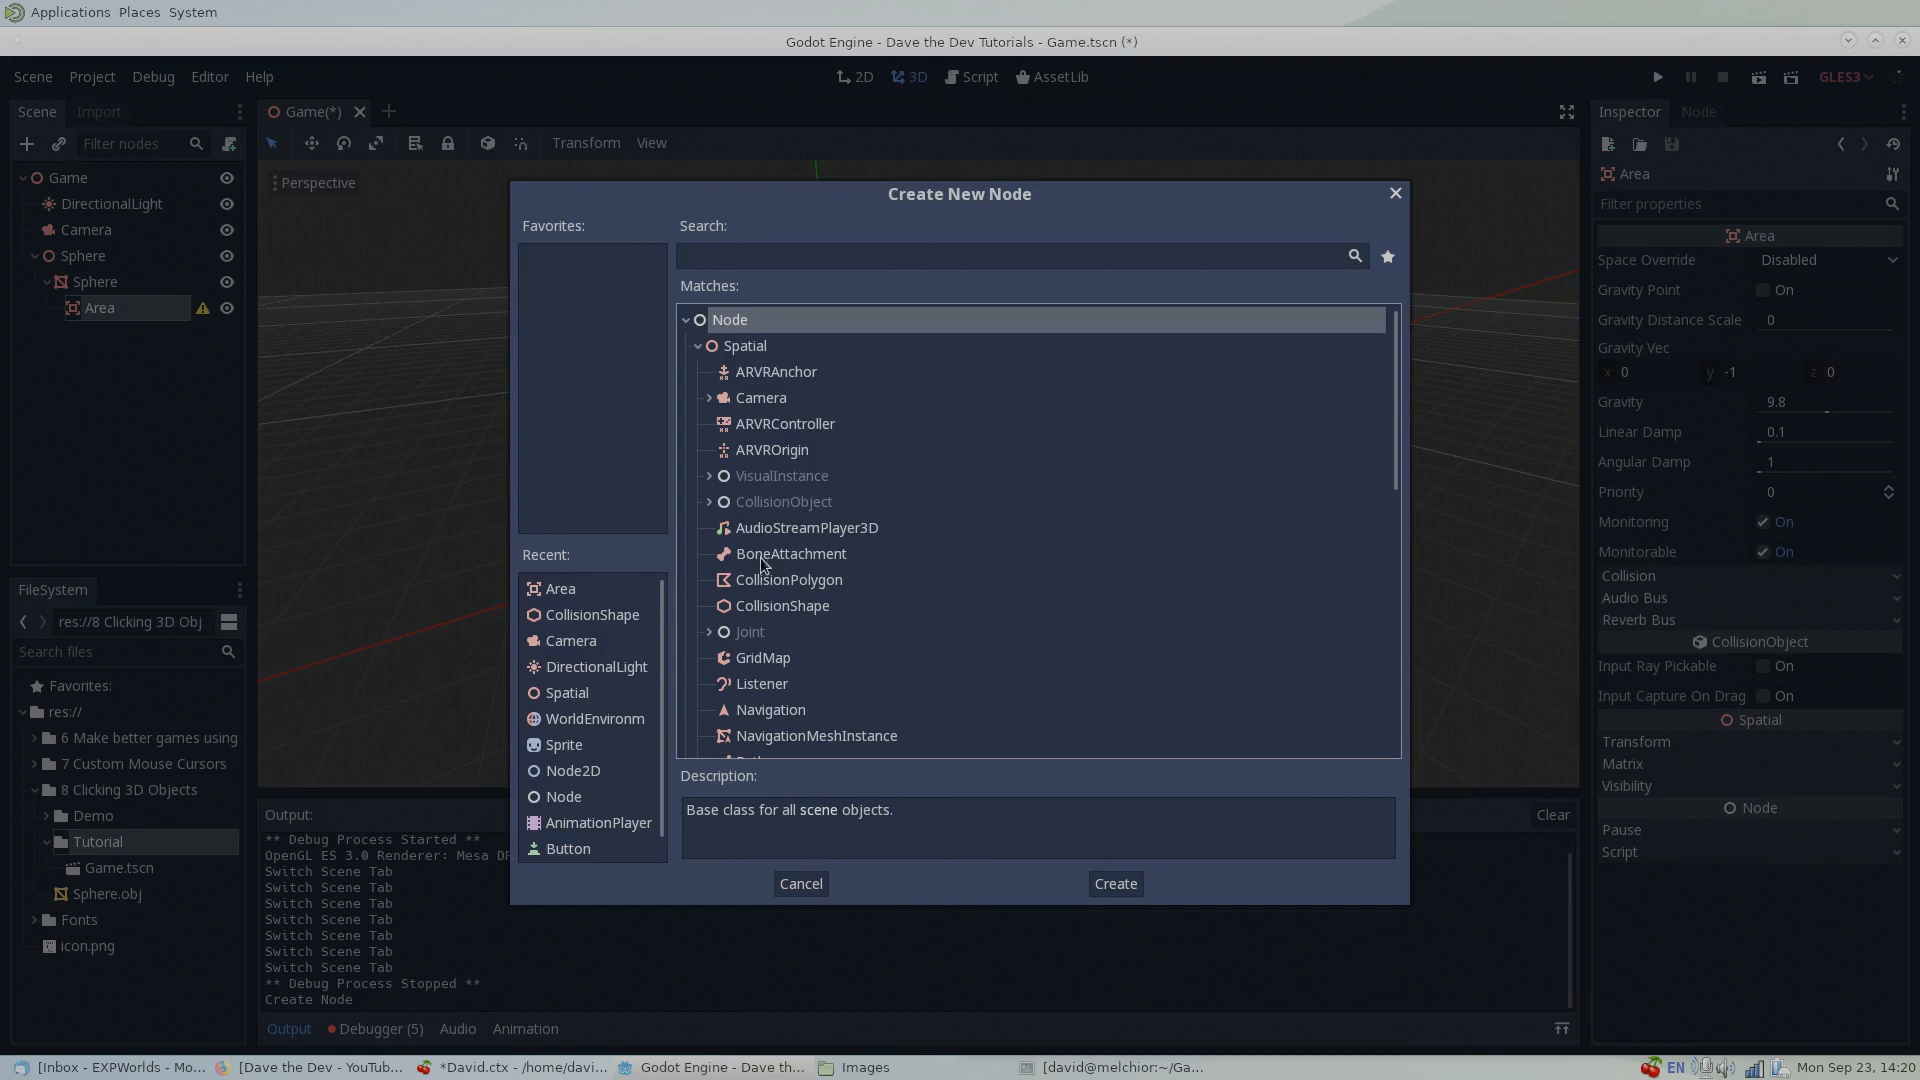 Applications Places System
Godot Engine - Dave the Dev Tutorials - Game.tscn (*)
Scene Project Debug Editor Help
2D 3D Script AssetLib
GLES3
Scene Import
Game(*)
Inspector Node
Filter nodes
Transform View
Game
DirectionalLight
Camera
Sphere
Sphere
Area
Perspective
Create New Node
Favorites:
Search:
Matches:
Node
Spatial
ARVRAnchor
Camera
ARVRController
ARVROrigin
VisualInstance
CollisionObject
AudioStreamPlayer3D
BoneAttachment
CollisionPolygon
CollisionShape
Joint
GridMap
Listener
Navigation
NavigationMeshInstance
Recent:
Area
CollisionShape
Camera
DirectionalLight
Spatial
WorldEnvironm
Sprite
Node2D
Node
AnimationPlayer
Button
Description:
Base class for all scene objects.
Cancel Create
Area
Filter properties
Area
Space Override Disabled
Gravity Point On
Gravity Distance Scale 0
Gravity Vec
x 0 y -1 z 0
Gravity 9.8
Linear Damp 0.1
Angular Damp 1
Priority 0
Monitoring On
Monitorable On
Collision
Audio Bus
Reverb Bus
CollisionObject
Input Ray Pickable On
Input Capture On Drag On
Spatial
Transform
Matrix
Visibility
Node
Pause
Script
FileSystem
res://8 Clicking 3D Obj
Search files
Favorites:
res://
6 Make better games using
7 Custom Mouse Cursors
8 Clicking 3D Objects
Demo
Tutorial
Game.tscn
Sphere.obj
Fonts
icon.png
Output:
Clear
** Debug Process Started **
OpenGL ES 3.0 Renderer: Mesa DR
Switch Scene Tab
Switch Scene Tab
Switch Scene Tab
Switch Scene Tab
Switch Scene Tab
Switch Scene Tab
Switch Scene Tab
** Debug Process Stopped **
Create Node
Output Debugger (5) Audio Animation
[Inbox - EXPWorlds - Mo... [Dave the Dev - YouTub... *David.ctx - /home/davi... Godot Engine - Dave th... Images [david@melchior:~/Ga...
EN Mon Sep 23, 14:20